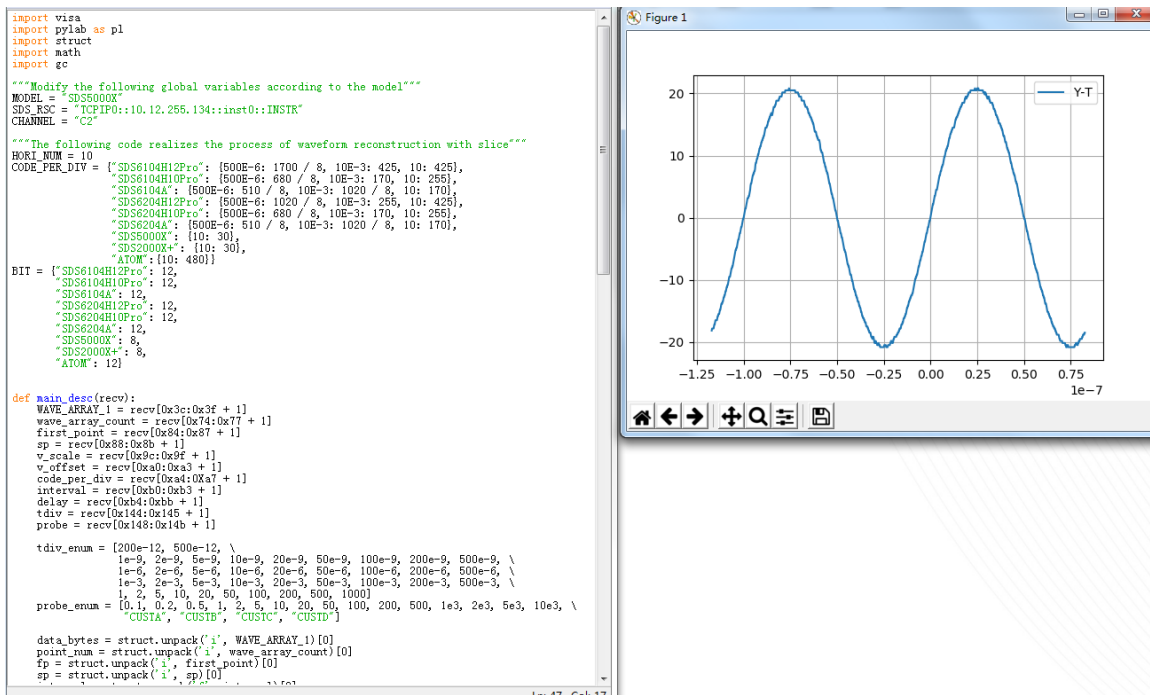 import visa
import pylab as pl
import struct
import math
import gc
"""Modify the following global variables according to the model"""
MODEL = "SDS5000X"
SDS_RSC = "TCPIP0::10.12.255.134::inst0::INSTR"
CHANNEL = "C2"
"""The following code realizes the process of waveform reconstruction with slice"""
HORI_NUM = 10
CODE_PER_DIV = {"SDS6104H12Pro": {500E-6: 1700 / 8, 10E-3: 425, 10: 425},
"SDS6104H10Pro": {500E-6: 680 / 8, 10E-3: 170, 10: 255},
"SDS6104A": {500E-6: 510 / 8, 10E-3: 1020 / 8, 10: 170},
"SDS6204H12Pro": {500E-6: 1020 / 8, 10E-3: 255, 10: 425},
"SDS6204H10Pro": {500E-6: 680 / 8, 10E-3: 170, 10: 255},
"SDS6204A": {500E-6: 510 / 8, 10E-3: 1020 / 8, 10: 170},
"SDS5000X": {10: 30},
"SDS2000X+": {10: 30},
"ATOM":{10: 480}}
BIT = {"SDS6104H12Pro": 12,
"SDS6104H10Pro": 12,
"SDS6104A": 12,
"SDS6204H12Pro": 12,
"SDS6204H10Pro": 12,
"SDS6204A": 12,
"SDS5000X": 8,
"SDS2000X+": 8,
"ATOM": 12}
def main_desc(recv):
WAVE_ARRAY_1 = recv[0x3c:0x3f + 1]
wave_array_count = recv[0x74:0x77 + 1]
first_point = recv[0x84:0x87 + 1]
sp = recv[0x88:0x8b + 1]
v_scale = recv[0x9c:0x9f + 1]
v_offset = recv[0xa0:0xa3 + 1]
code_per_div = recv[0xa4:0Xa7 + 1]
interval = recv[0xb0:0xb3 + 1]
delay = recv[0xb4:0xbb + 1]
tdiv = recv[0x144:0x145 + 1]
probe = recv[0x148:0x14b + 1]
tdiv_enum = [200e-12, 500e-12, \
1e-9, 2e-9, 5e-9, 10e-9, 20e-9, 50e-9, 100e-9, 200e-9, 500e-9, \
1e-6, 2e-6, 5e-6, 10e-6, 20e-6, 50e-6, 100e-6, 200e-6, 500e-6, \
1e-3, 2e-3, 5e-3, 10e-3, 20e-3, 50e-3, 100e-3, 200e-3, 500e-3, \
1, 2, 5, 10, 20, 50, 100, 200, 500, 1000]
probe_enum = [0.1, 0.2, 0.5, 1, 2, 5, 10, 20, 50, 100, 200, 500, 1e3, 2e3, 5e3, 10e3, \
"CUSTA", "CUSTB", "CUSTC", "CUSTD"]
data_bytes = struct.unpack('i', WAVE_ARRAY_1)[0]
point_num = struct.unpack('i', wave_array_count)[0]
fp = struct.unpack('i', first_point)[0]
sp = struct.unpack('i', sp)[0]
Figure 1
Y-T
20
10
0
−10
−20
−1.25 −1.00 −0.75 −0.50 −0.25 0.00 0.25 0.50 0.75
1e-7